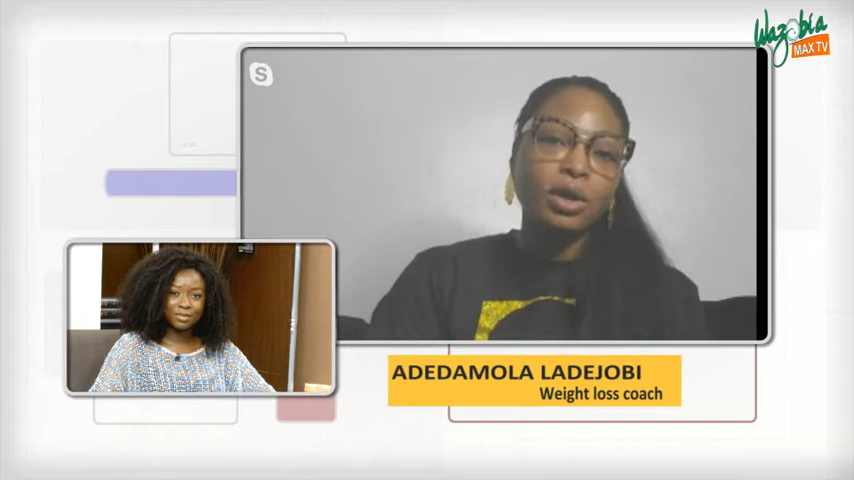 Wazobia
MAX TV
S
ADEDAMOLA LADEJOBI
Weight loss coach